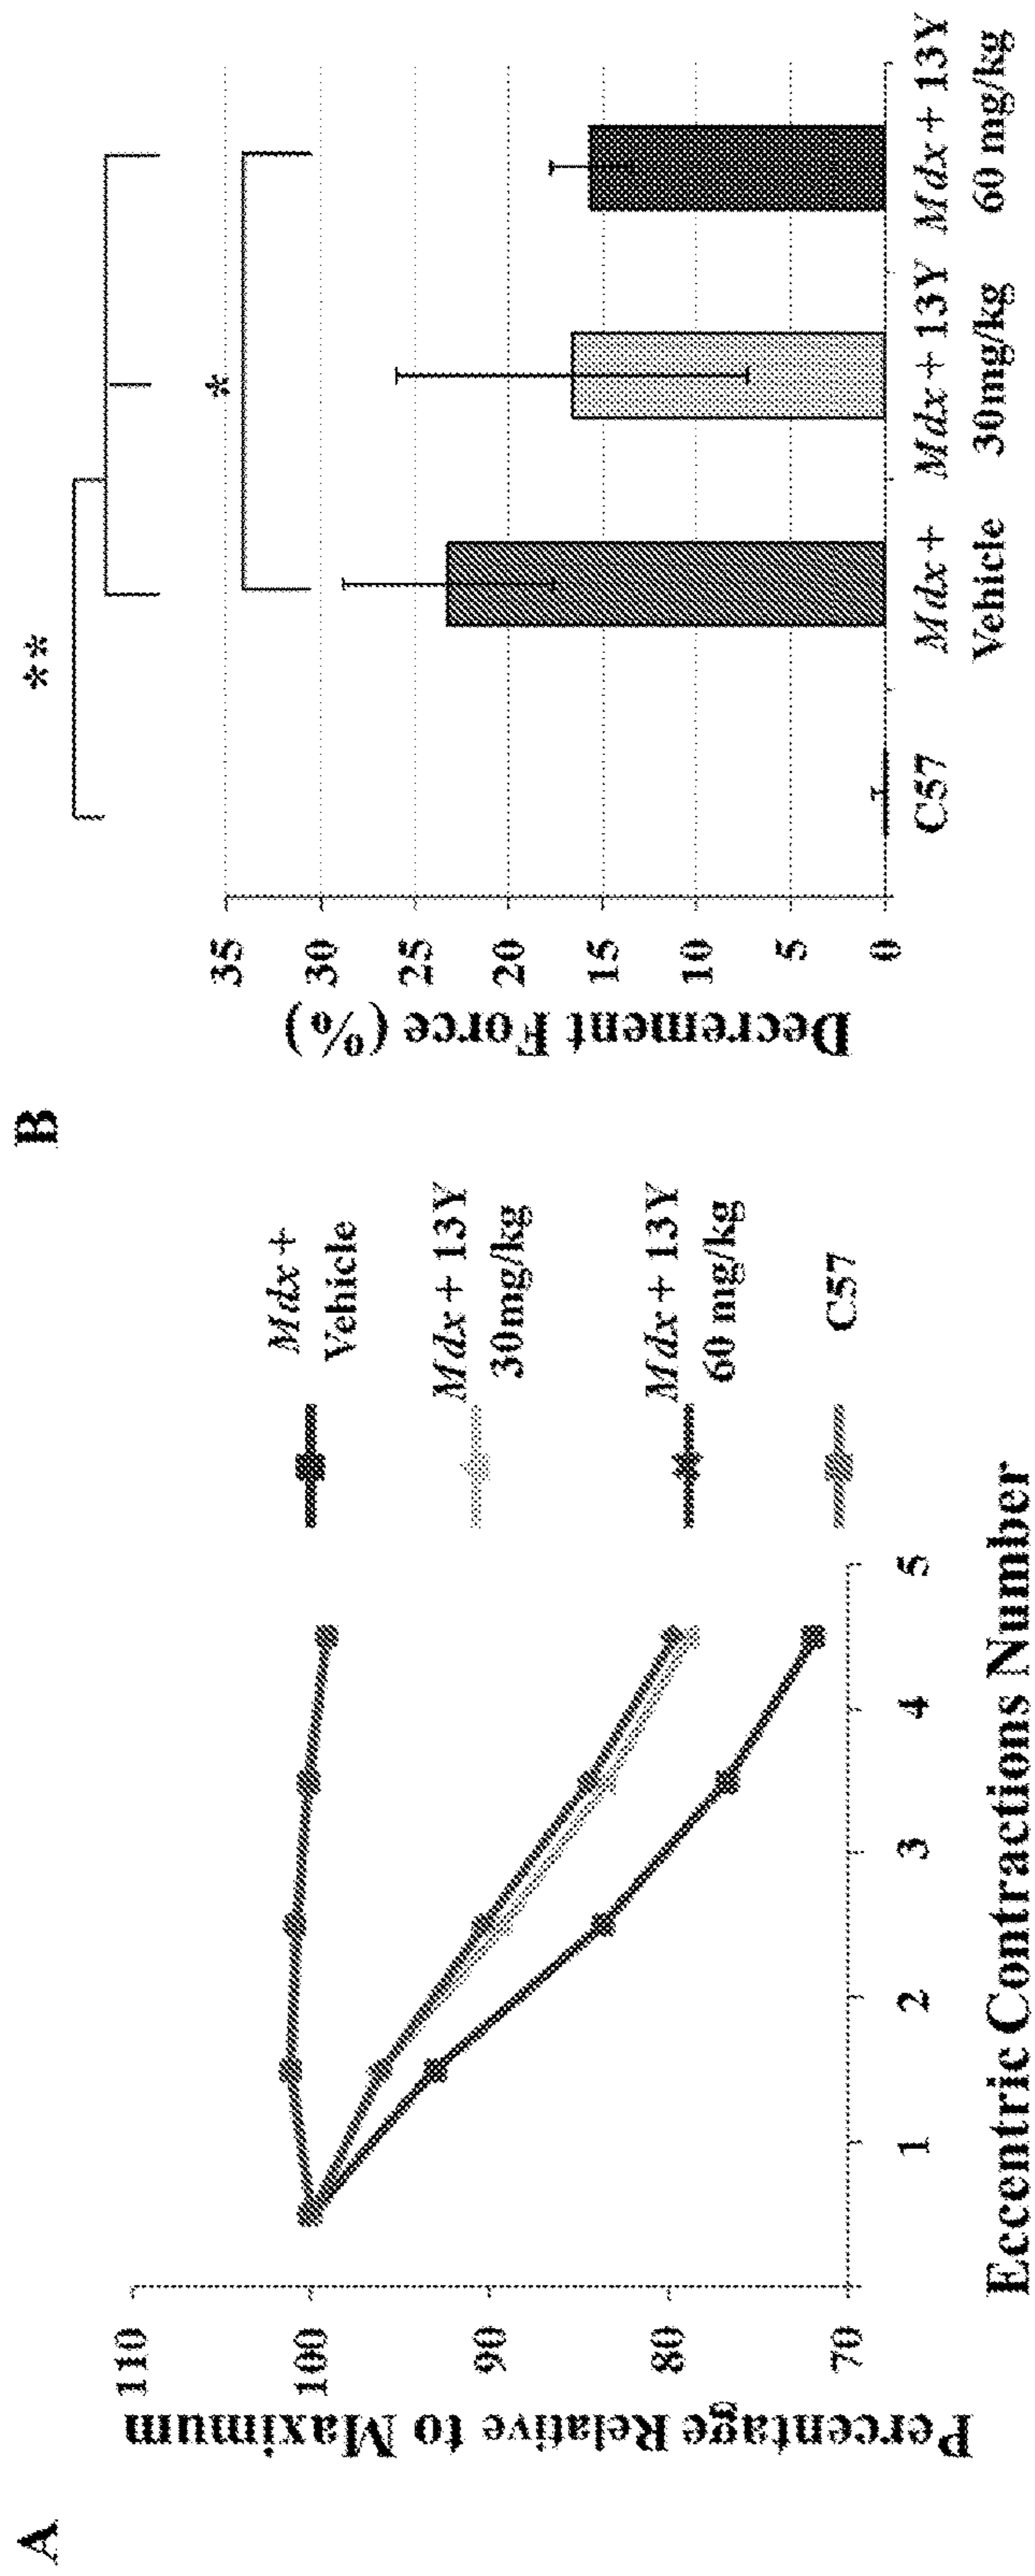 A
Percentage Relative to Maximum
110
100
90
80
70
1
2
3
4
5
Eccentric Contractions Number
Mdx +
Vehicle
Mdx + 13Y
30mg/kg
Mdx + 13Y
60 mg/kg
C57
B
Decrement Force (%)
35
30
25
20
15
10
5
0
**
*
C57
Mdx +
Vehicle
Mdx + 13Y
30mg/kg
Mdx + 13Y
60 mg/kg